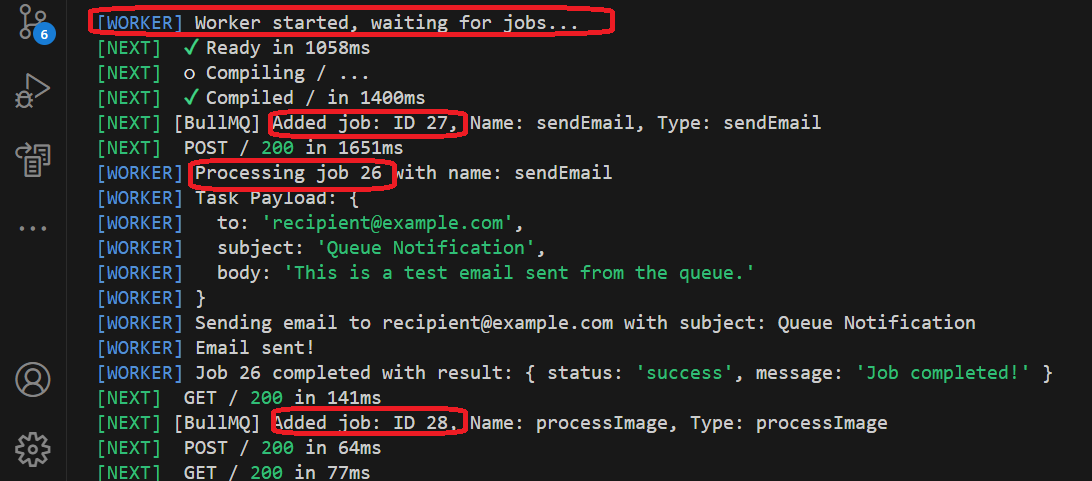 6
[WORKER] Worker started, waiting for jobs...
[NEXT] ✓ Ready in 1058ms
[NEXT] ○ Compiling / ...
[NEXT] ✓ Compiled / in 1400ms
[NEXT] [BullMQ] Added job: ID 27, Name: sendEmail, Type: sendEmail
[NEXT] POST / 200 in 1651ms
[WORKER] Processing job 26 with name: sendEmail
[WORKER] Task Payload: {
[WORKER] to: 'recipient@example.com',
[WORKER] subject: 'Queue Notification',
[WORKER] body: 'This is a test email sent from the queue.'
[WORKER] }
[WORKER] Sending email to recipient@example.com with subject: Queue Notification
[WORKER] Email sent!
[WORKER] Job 26 completed with result: { status: 'success', message: 'Job completed!' }
[NEXT] GET / 200 in 141ms
[NEXT] [BullMQ] Added job: ID 28, Name: processImage, Type: processImage
[NEXT] POST / 200 in 64ms
[NEXT] GET / 200 in 77ms